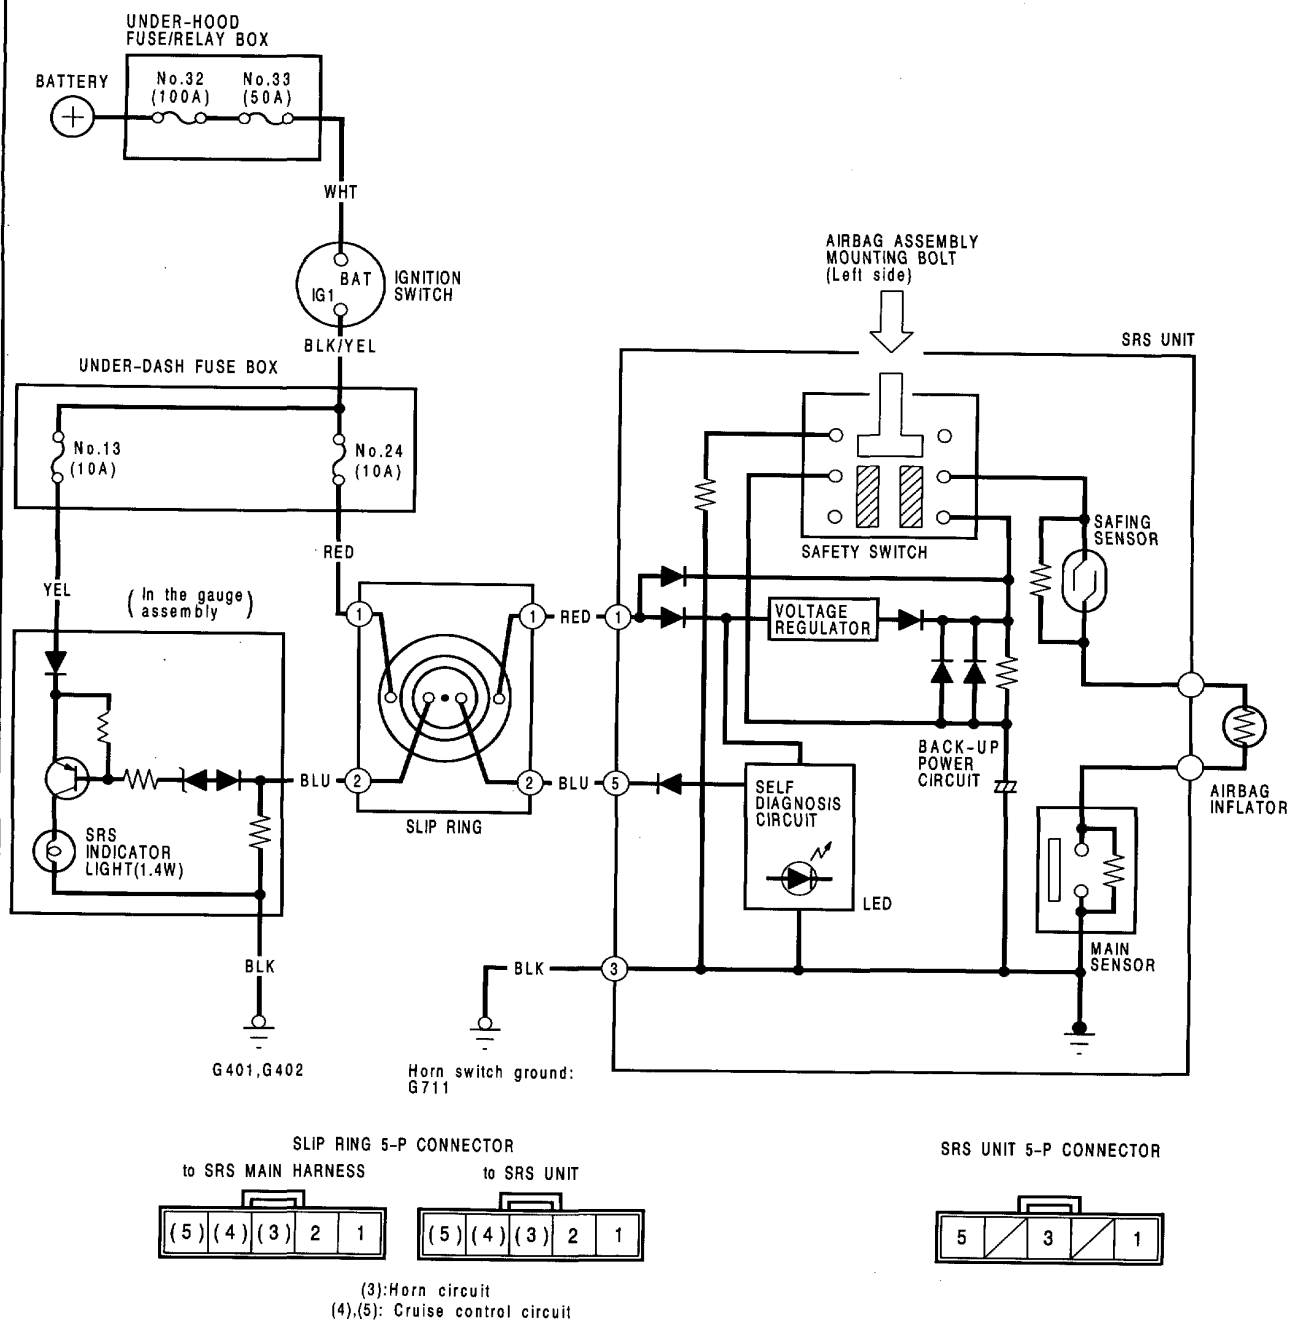 UNDER-HOOD
FUSE/RELAY BOX
BATTERY
No.32
(100A)
No.33
(50A)
+
WHT
BAT
IG1
IGNITION
SWITCH
BLK/YEL
UNDER-DASH FUSE BOX
No.13
(10A)
No.24
(10A)
RED
YEL
(In the gauge
assembly)
1
1
RED
1
2
2
BLU
BLU
5
SLIP RING
SRS
INDICATOR
LIGHT(1.4W)
BLK
G401,G402
AIRBAG ASSEMBLY
MOUNTING BOLT
(Left side)
SRS UNIT
SAFETY SWITCH
SAFING
SENSOR
VOLTAGE
REGULATOR
BACK-UP
POWER
CIRCUIT
SELF
DIAGNOSIS
CIRCUIT
LED
AIRBAG
INFLATOR
MAIN
SENSOR
BLK
3
Horn switch ground:
G711
SLIP RING 5-P CONNECTOR
to SRS MAIN HARNESS
to SRS UNIT
(5) (4) (3) 2 1
(5) (4) (3) 2 1
(3):Horn circuit
(4),(5): Cruise control circuit
SRS UNIT 5-P CONNECTOR
5 3 1